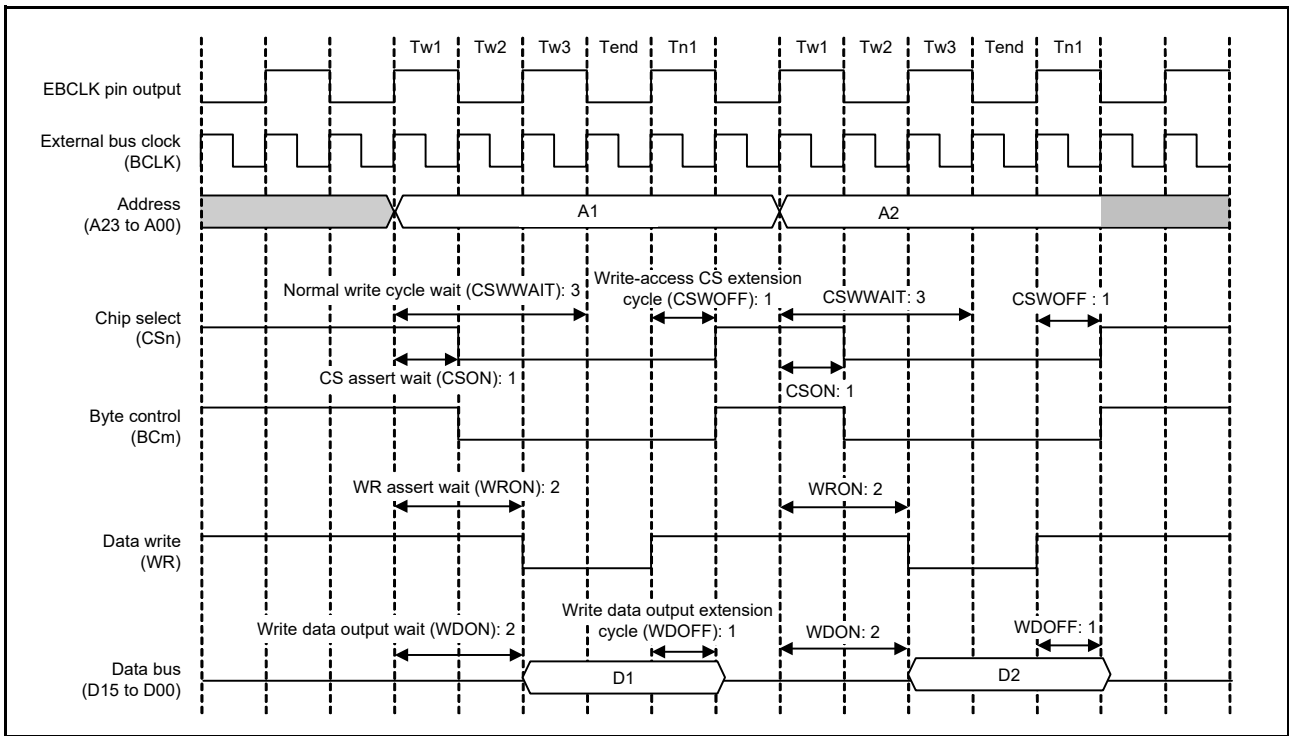 Tw1 Tw2 Tw3 Tend Tn1 Tw1 Tw2 Tw3 Tend Tn1
EBCLK pin output
External bus clock
(BCLK)
Address
(A23 to A00)
A1
A2
Normal write cycle wait (CSWWAIT): 3
Write-access CS extension
cycle (CSWOFF): 1
CSWWAIT: 3
CSWOFF : 1
Chip select
(CSn)
CS assert wait (CSON): 1
CSON: 1
Byte control
(BCm)
WR assert wait (WRON): 2
WRON: 2
Data write
(WR)
Write data output wait (WDON): 2
Write data output extension
cycle (WDOFF): 1
WDON: 2
WDOFF: 1
Data bus
(D15 to D00)
D1
D2